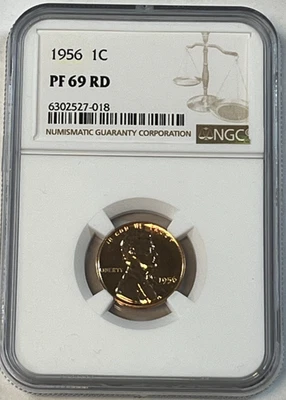 1956 1C
PF 69 RD
6302527-018
NUMISMATIC GUARANTY CORPORATION
NGC®
IN GOD WE TRUST
LIBERTY
1956